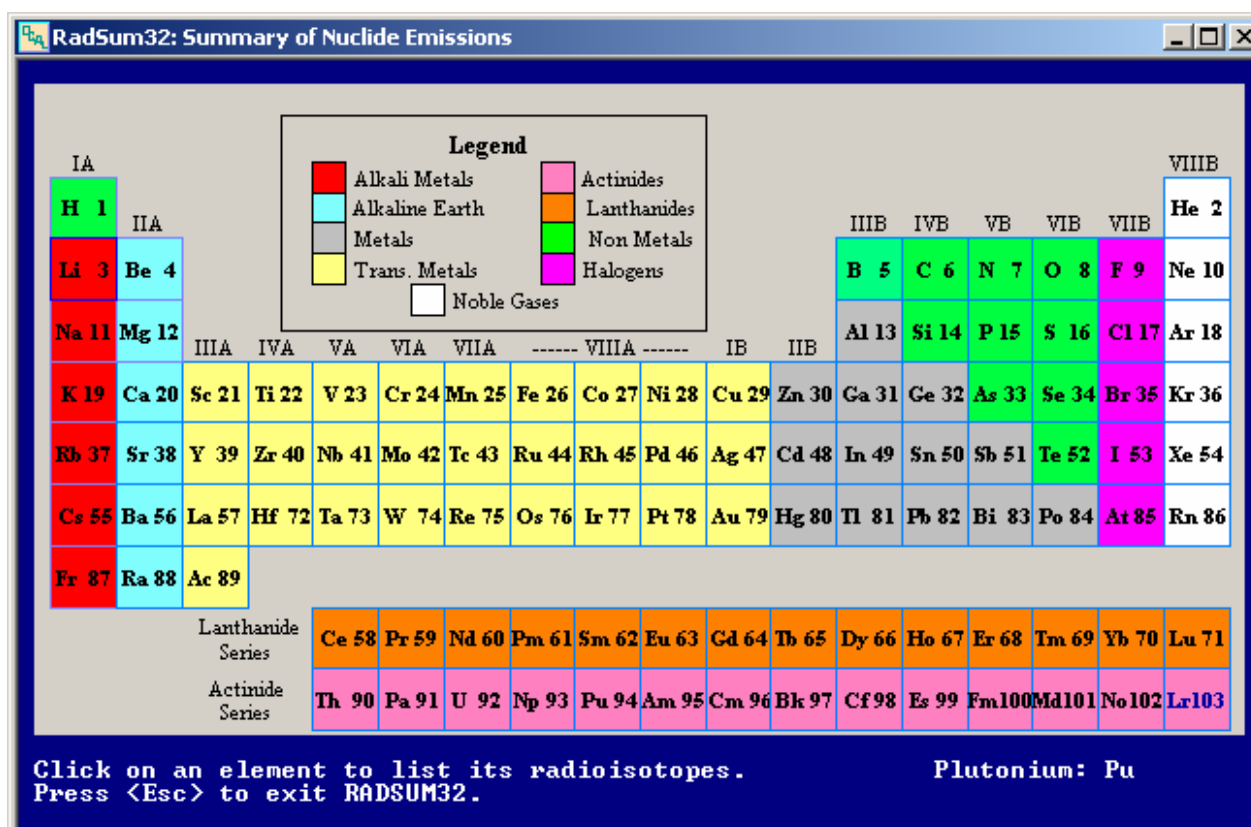 RadSum32: Summary of Nuclide Emissions
Legend
Alkali Metals Actinides
Alkaline Earth Lanthanides
Metals Non Metals
Trans. Metals Halogens
Noble Gases
IA VIIIB
H 1 IIA IIIB IVB VB VIB VIIB He 2
Li 3 Be 4 B 5 C 6 N 7 O 8 F 9 Ne 10
Na 11 Mg 12 IIIA IVA VA VIA VIIA ------ VIIIA ------ IB IIB Al 13 Si 14 P 15 S 16 Cl 17 Ar 18
K 19 Ca 20 Sc 21 Ti 22 V 23 Cr 24 Mn 25 Fe 26 Co 27 Ni 28 Cu 29 Zn 30 Ga 31 Ge 32 As 33 Se 34 Br 35 Kr 36
Rb 37 Sr 38 Y 39 Zr 40 Nb 41 Mo 42 Tc 43 Ru 44 Rh 45 Pd 46 Ag 47 Cd 48 In 49 Sn 50 Sb 51 Te 52 I 53 Xe 54
Cs 55 Ba 56 La 57 Hf 72 Ta 73 W 74 Re 75 Os 76 Ir 77 Pt 78 Au 79 Hg 80 Tl 81 Pb 82 Bi 83 Po 84 At 85 Rn 86
Fr 87 Ra 88 Ac 89
Lanthanide
Series
Ce 58 Pr 59 Nd 60 Pm 61 Sm 62 Eu 63 Gd 64 Tb 65 Dy 66 Ho 67 Er 68 Tm 69 Yb 70 Lu 71
Actinide
Series
Th 90 Pa 91 U 92 Np 93 Pu 94 Am 95 Cm 96 Bk 97 Cf 98 Es 99 Fm100 Md101 No102 Lr103
Click on an element to list its radioisotopes. Plutonium: Pu
Press <Esc> to exit RADSUM32.